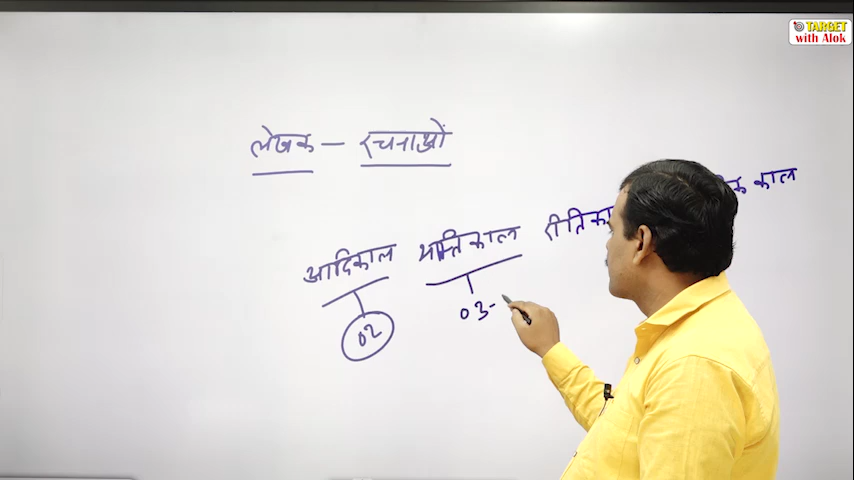 TARGET
with Alok
लेखक - रचनाओं
आदिकाल भक्तिकाल रीतिका काल
02 03-